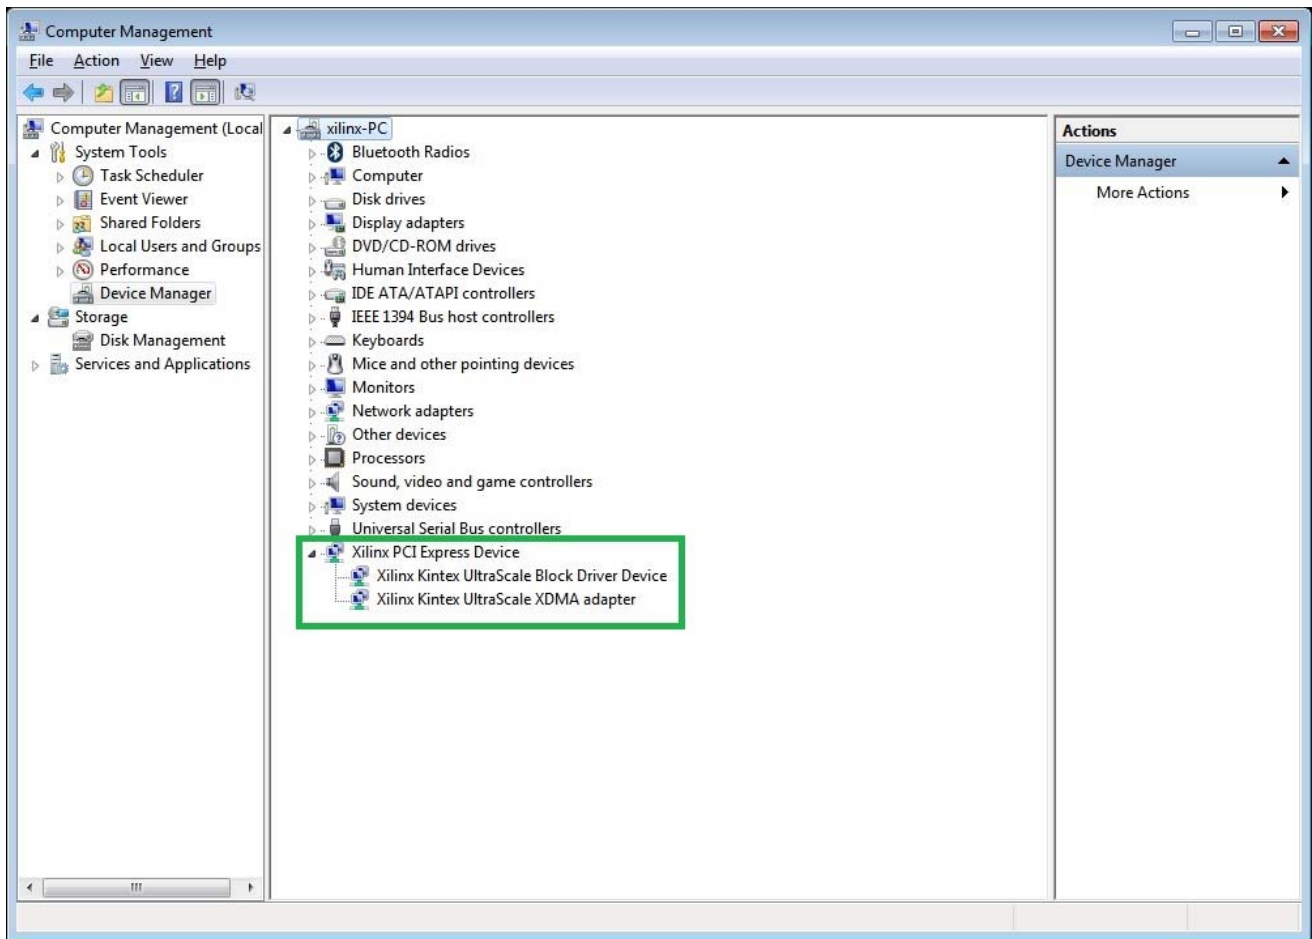 Computer Management
File Action View Help
Computer Management (Local
System Tools
Task Scheduler
Event Viewer
Shared Folders
Local Users and Groups
Performance
Device Manager
Storage
Disk Management
Services and Applications
xilinx-PC
Bluetooth Radios
Computer
Disk drives
Display adapters
DVD/CD-ROM drives
Human Interface Devices
IDE ATA/ATAPI controllers
IEEE 1394 Bus host controllers
Keyboards
Mice and other pointing devices
Monitors
Network adapters
Other devices
Processors
Sound, video and game controllers
System devices
Universal Serial Bus controllers
Xilinx PCI Express Device
Xilinx Kintex UltraScale Block Driver Device
Xilinx Kintex UltraScale XDMA adapter
Actions
Device Manager
More Actions